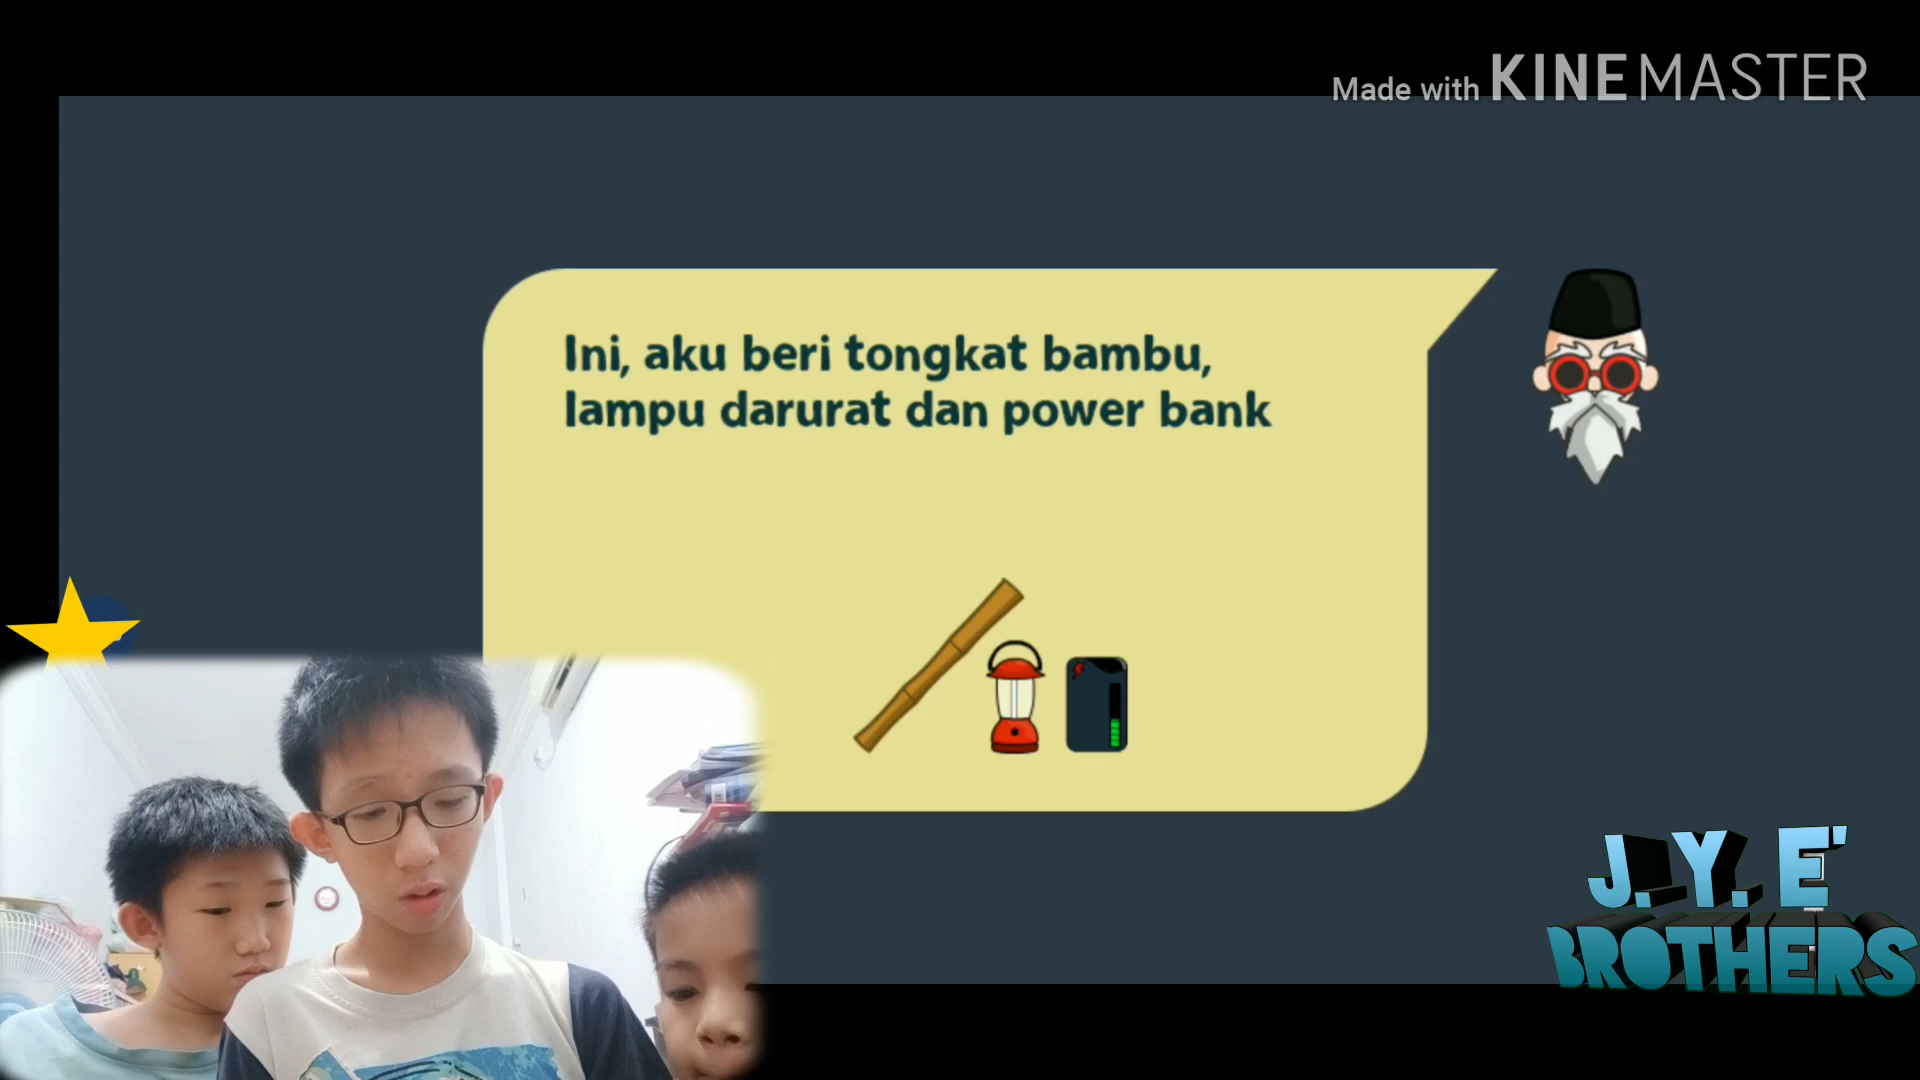 Made with KINEMASTER
Ini, aku beri tongkat bambu,
lampu darurat dan power bank
J.Y.E'
BROTHERS